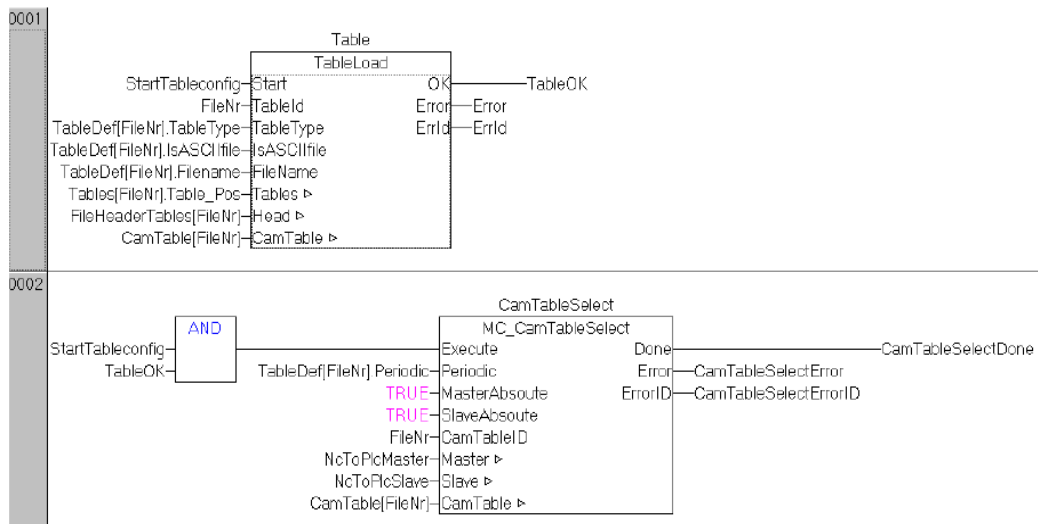 0001
Table
TableLoad
StartTableconfig Start OK TableOK
FileNr TableId Error Error
TableDef[FileNr].TableType TableType ErrId ErrId
TableDef[FileNr].IsASCIIfile IsASCIIfile
TableDef[FileNr].Filename FileName
Tables[FileNr].Table_Pos Tables ▷
FileHeaderTables[FileNr] Head ▷
CamTable[FileNr] CamTable ▷
0002
CamTableSelect
AND MC_CamTableSelect
StartTableconfig Execute Done CamTableSelectDone
TableOK TableDef[FileNr].Periodic Periodic Error CamTableSelectError
TRUE MasterAbsoute ErrorID CamTableSelectErrorID
TRUE SlaveAbsoute
FileNr CamTableID
NcToPlcMaster Master ▷
NcToPlcSlave Slave ▷
CamTable[FileNr] CamTable ▷